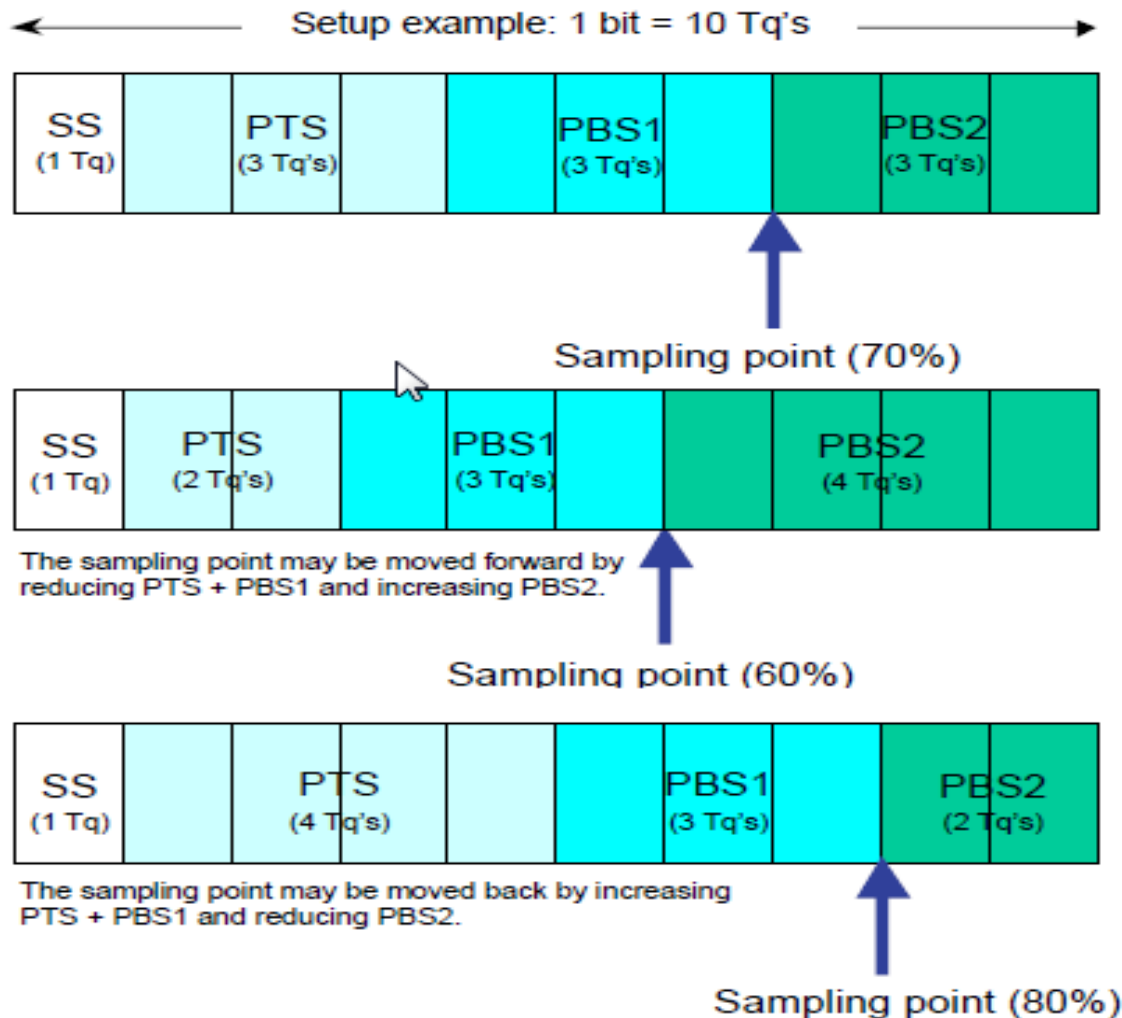 Setup example: 1 bit = 10 Tq's
SS PTS PBS1 PBS2
(1 Tq) (3 Tq's) (3 Tq's) (3 Tq's)
Sampling point (70%)
SS PTS PBS1 PBS2
(1 Tq) (2 Tq's) (3 Tq's) (4 Tq's)
The sampling point may be moved forward by
reducing PTS + PBS1 and increasing PBS2.
Sampling point (60%)
SS PTS PBS1 PBS2
(1 Tq) (4 Tq's) (3 Tq's) (2 Tq's)
The sampling point may be moved back by increasing
PTS + PBS1 and reducing PBS2.
Sampling point (80%)